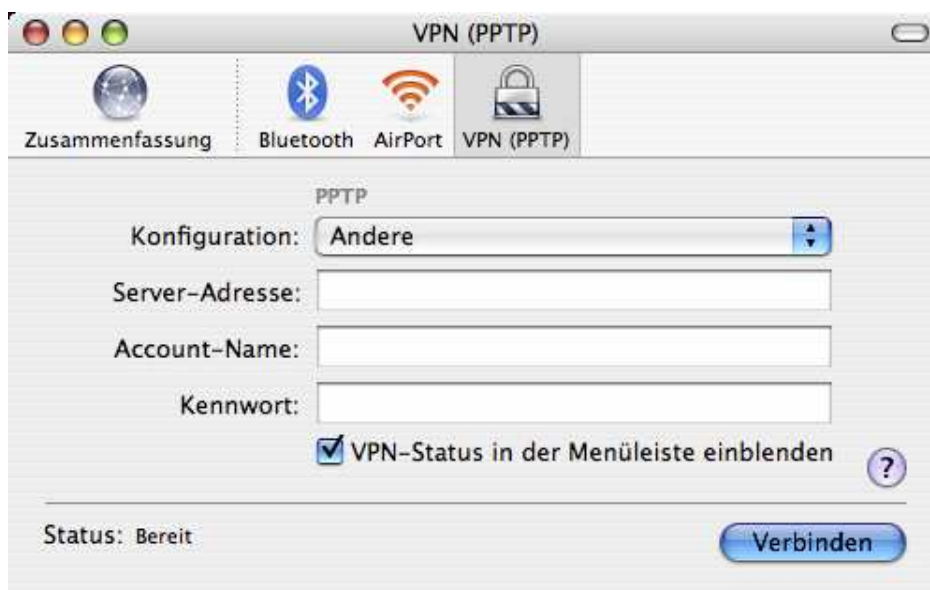 VPN (PPTP)
Zusammenfassung
Bluetooth
AirPort
VPN (PPTP)
PPTP
Konfiguration: Andere
Server-Adresse:
Account-Name:
Kennwort:
VPN-Status in der Menüleiste einblenden
?
Status: Bereit
Verbinden